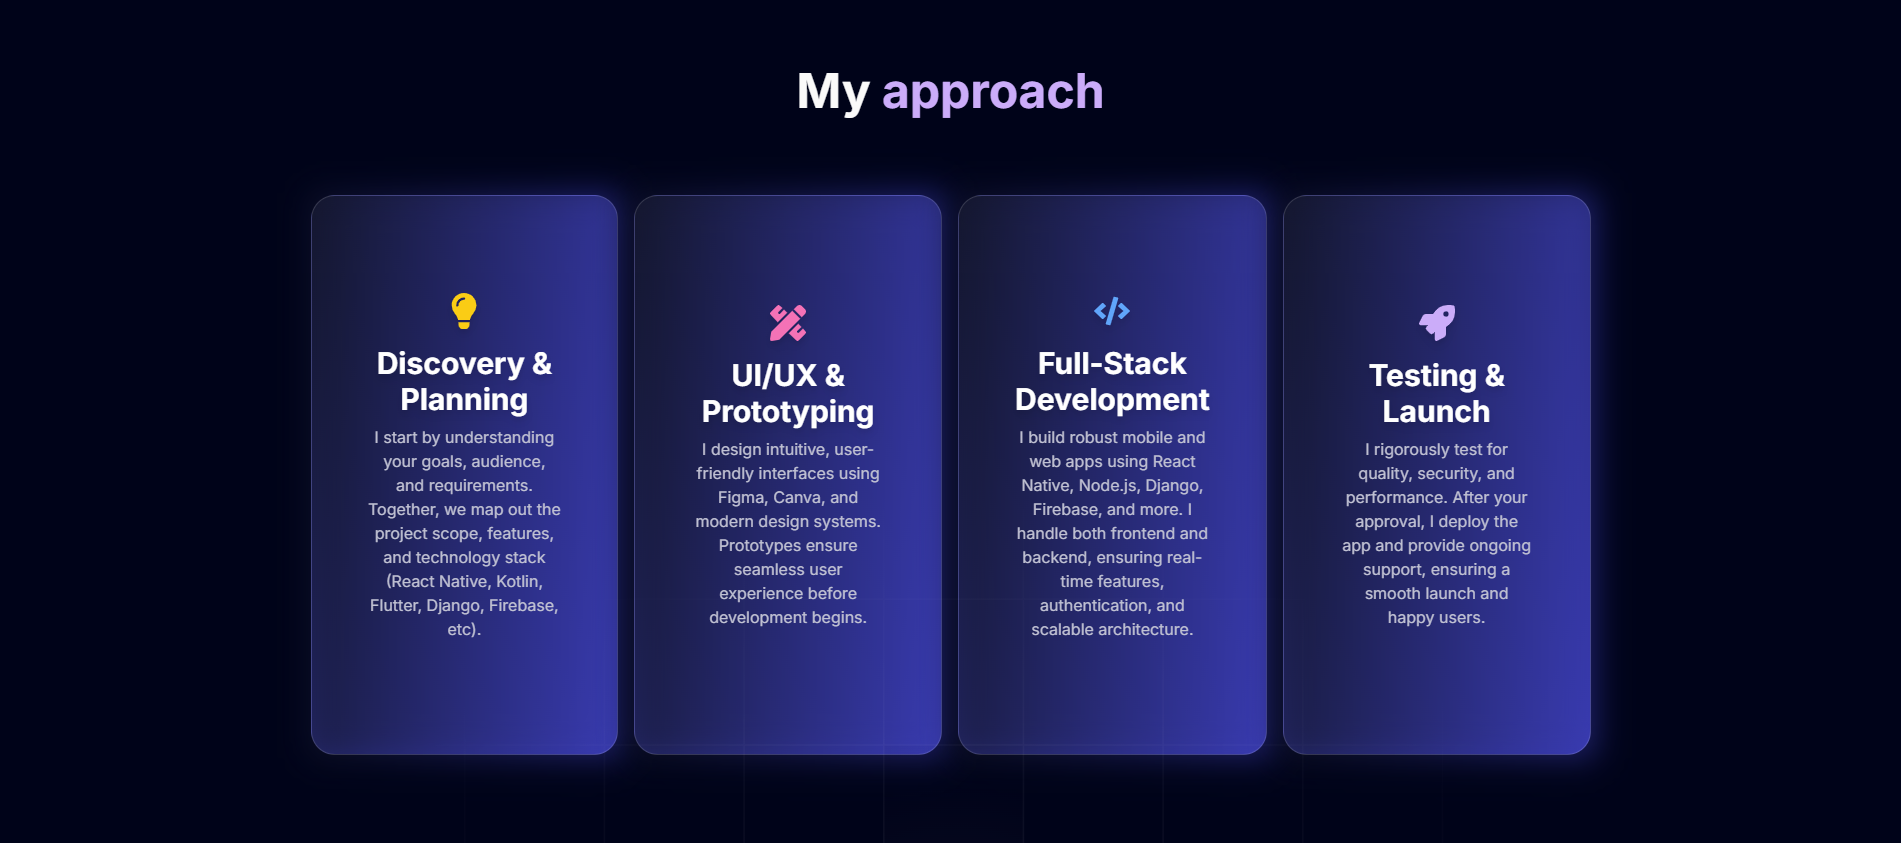 My approach
Discovery &
Planning
I start by understanding
your goals, audience,
and requirements.
Together, we map out the
project scope, features,
and technology stack
(React Native, Kotlin,
Flutter, Django, Firebase,
etc).
UI/UX &
Prototyping
I design intuitive, user-
friendly interfaces using
Figma, Canva, and
modern design systems.
Prototypes ensure
seamless user
experience before
development begins.
Full-Stack
Development
I build robust mobile and
web apps using React
Native, Node.js, Django,
Firebase, and more. I
handle both frontend and
backend, ensuring real-
time features,
authentication, and
scalable architecture.
Testing &
Launch
I rigorously test for
quality, security, and
performance. After your
approval, I deploy the
app and provide ongoing
support, ensuring a
smooth launch and
happy users.